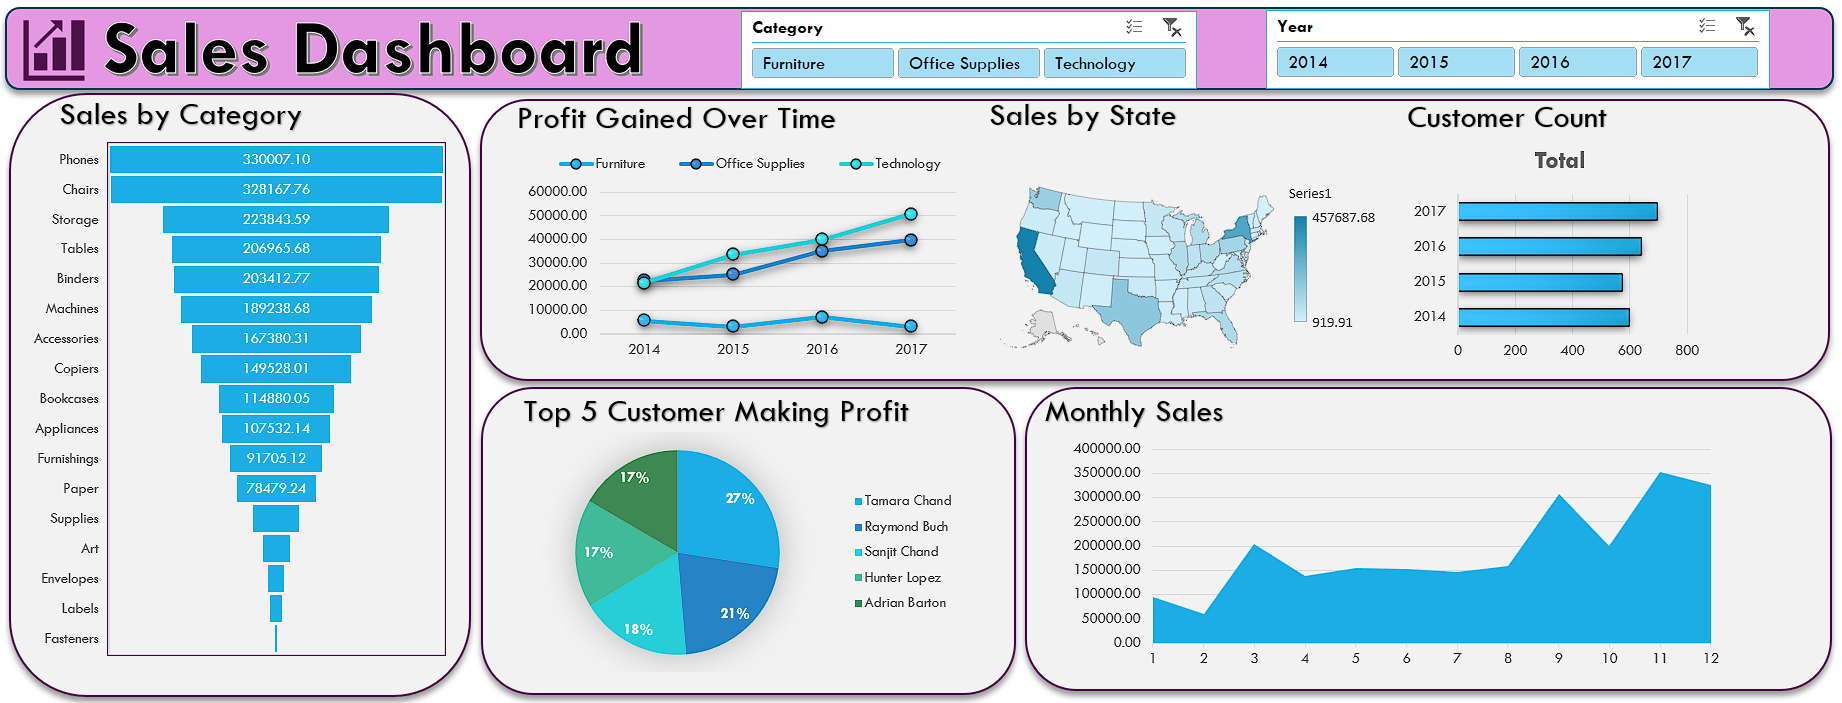 Sales Dashboard
Category
Furniture
Office Supplies
Technology
Year
2014
2015
2016
2017
Sales by Category
Phones 330007.10
Chairs 328167.76
Storage 223843.59
Tables 206965.68
Binders 203412.77
Machines 189238.68
Accessories 167380.31
Copiers 149528.01
Bookcases 114880.05
Appliances 107532.14
Furnishings 91705.12
Paper 78479.24
Supplies
Art
Envelopes
Labels
Fasteners
Profit Gained Over Time
Furniture Office Supplies Technology
60000.00
50000.00
40000.00
30000.00
20000.00
10000.00
0.00
2014 2015 2016 2017
Sales by State
Series1
457687.68
919.91
Customer Count
Total
2017
2016
2015
2014
0 200 400 600 800
Top 5 Customer Making Profit
27%
21%
18%
17%
17%
Tamara Chand
Raymond Buch
Sanjit Chand
Hunter Lopez
Adrian Barton
Monthly Sales
400000.00
350000.00
300000.00
250000.00
200000.00
150000.00
100000.00
50000.00
0.00
1 2 3 4 5 6 7 8 9 10 11 12